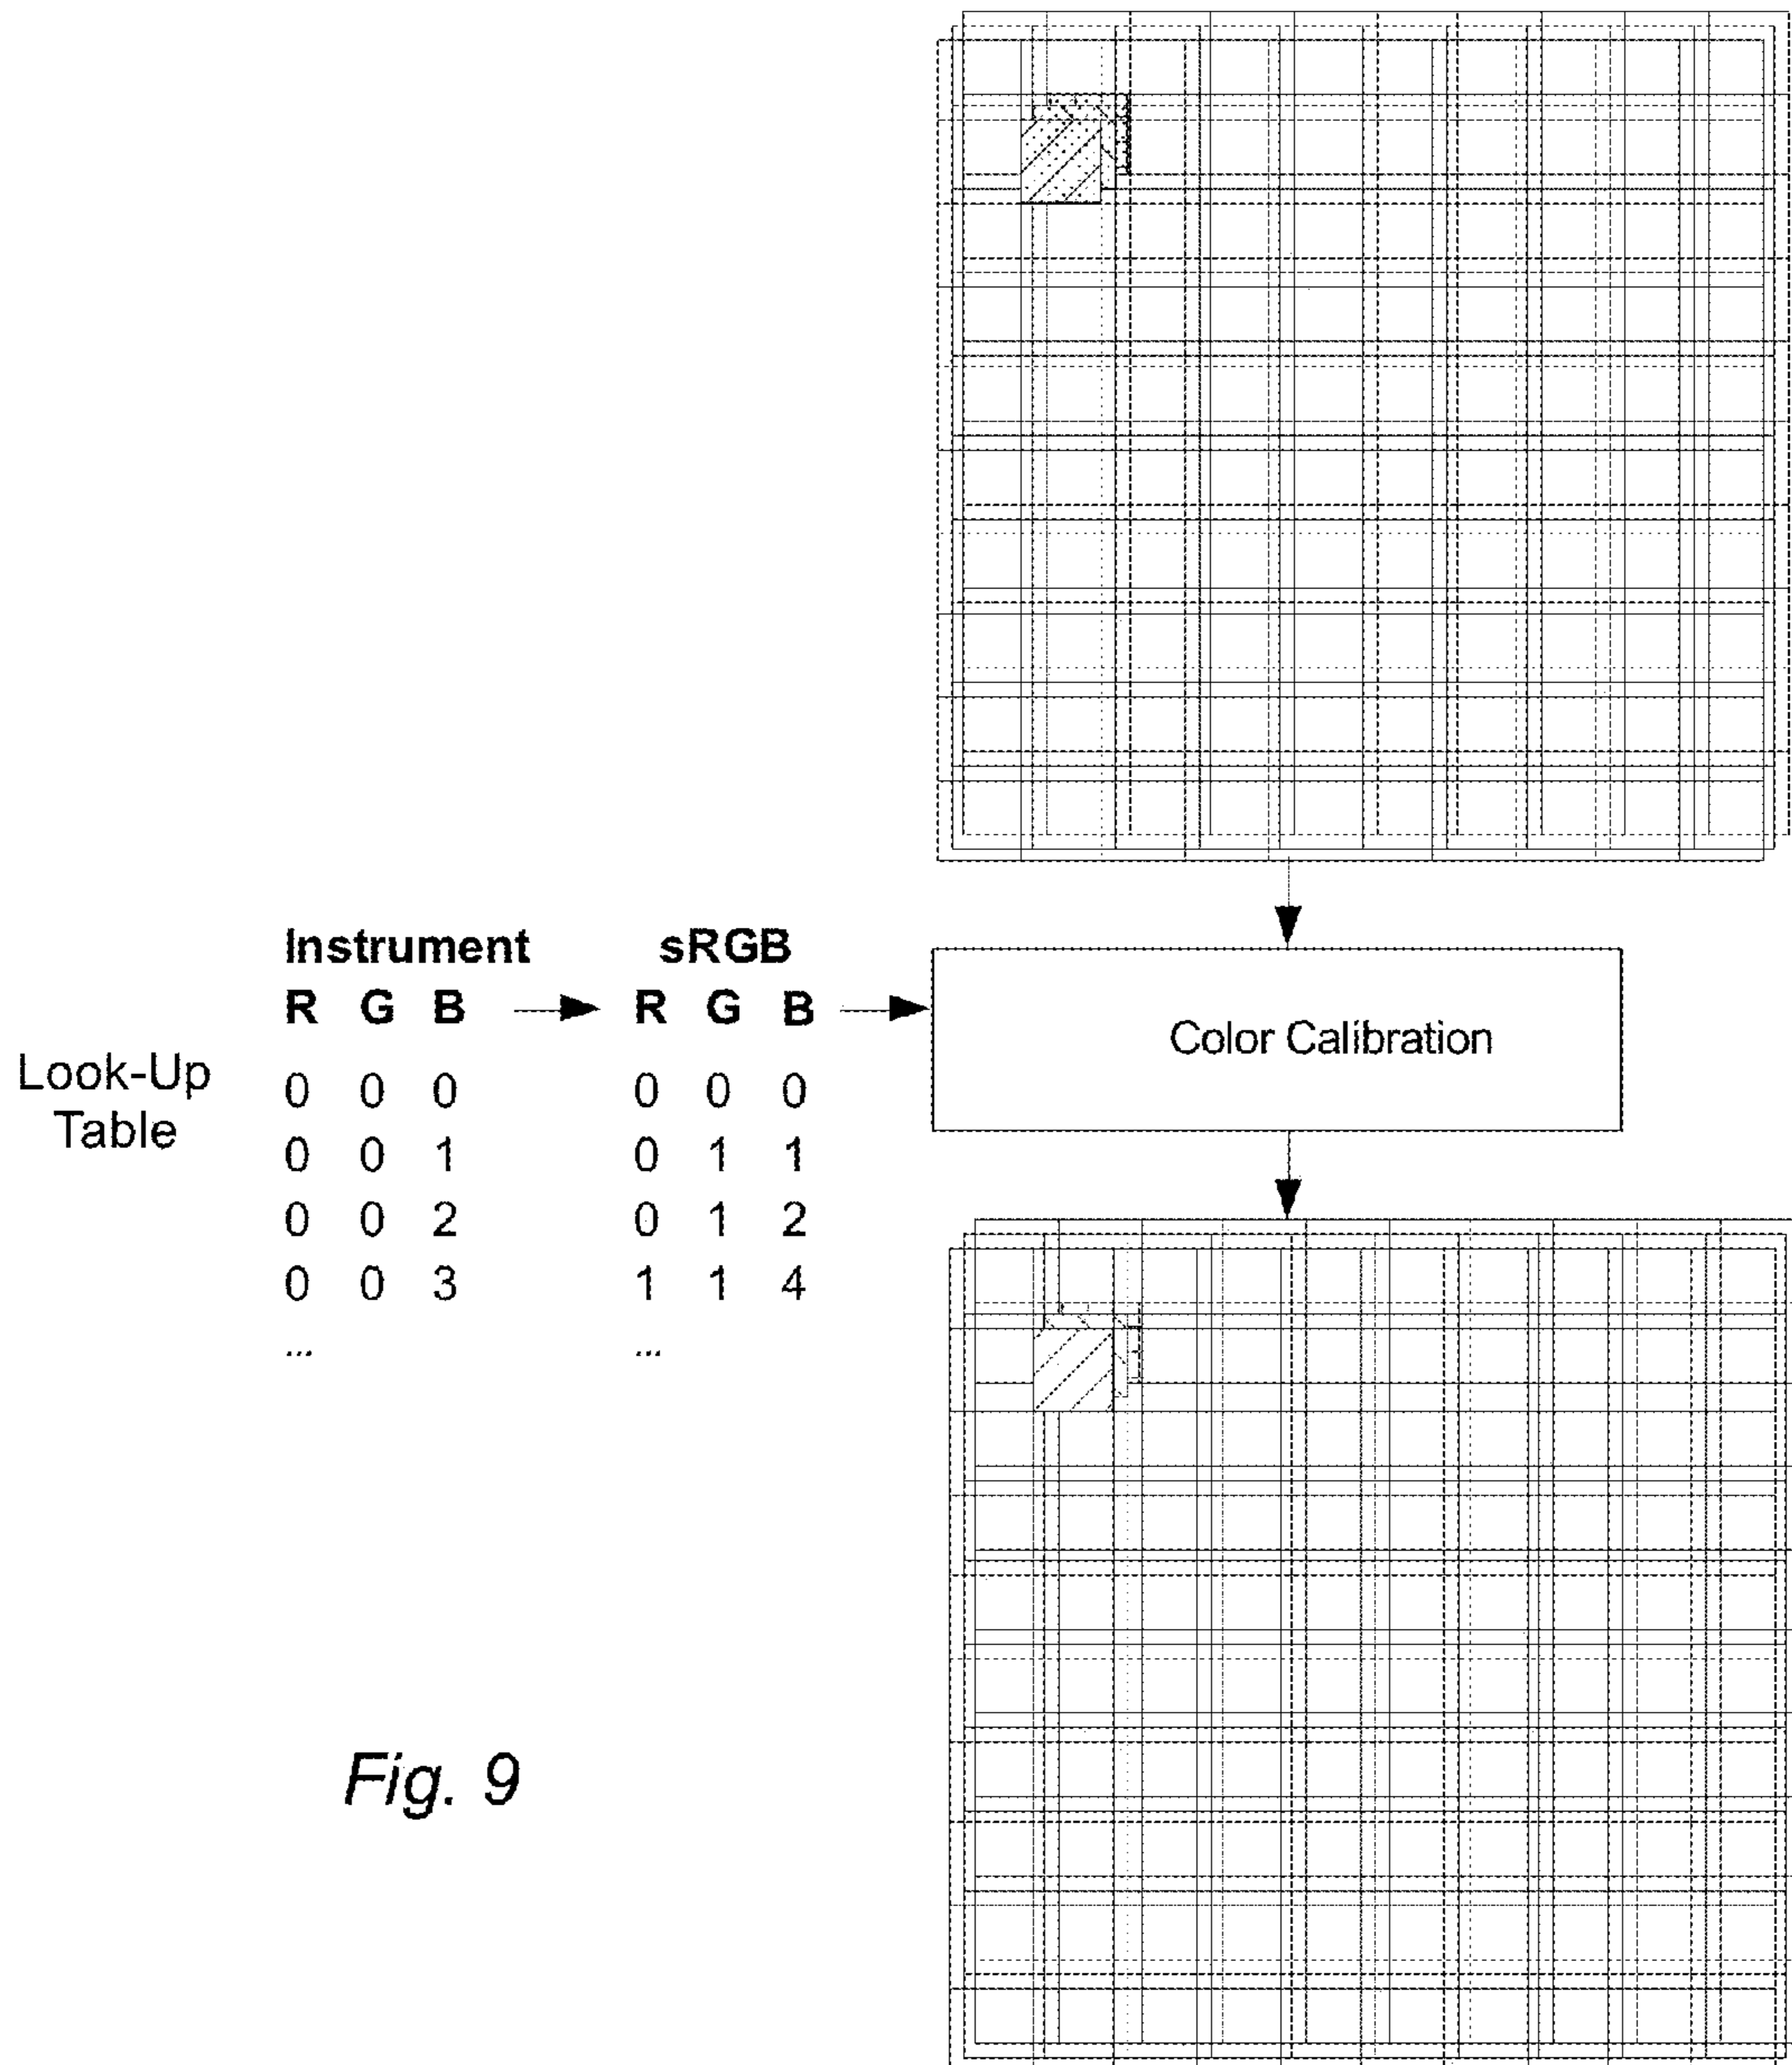 Instrument sRGB
R G B R G B
Look-Up
Table
0 0 0 0 0 0
0 0 1 0 1 1
0 0 2 0 1 2
0 0 3 1 1 4
... ...
Color Calibration
Fig. 9